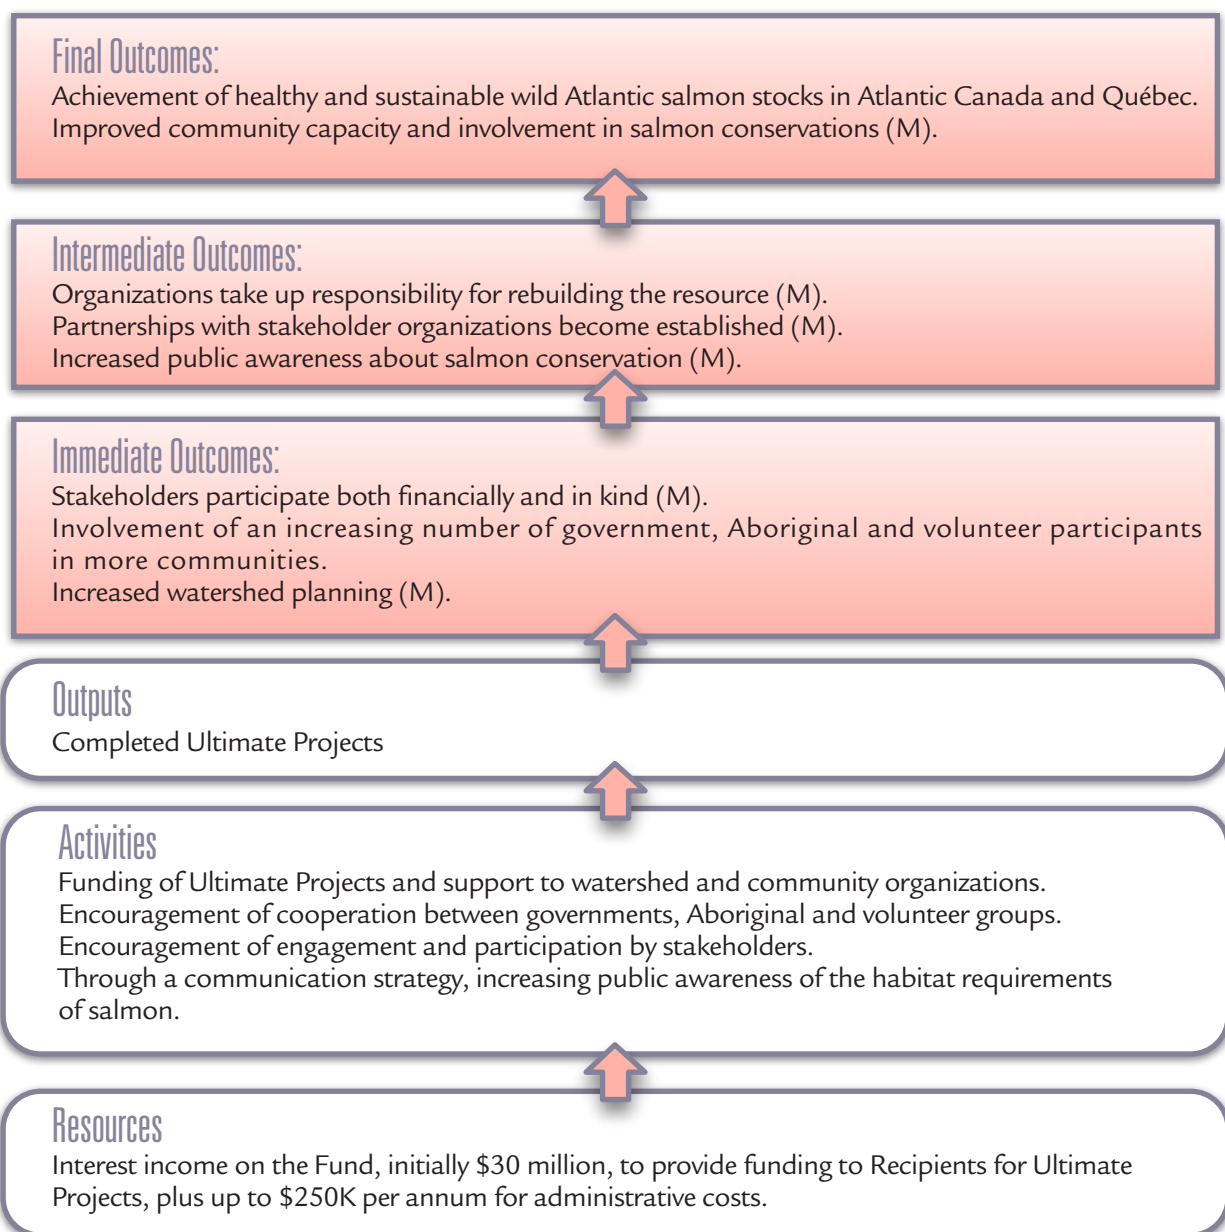 Final Outcomes:
Achievement of healthy and sustainable wild Atlantic salmon stocks in Atlantic Canada and Québec.
Improved community capacity and involvement in salmon conservations (M).
Intermediate Outcomes:
Organizations take up responsibility for rebuilding the resource (M).
Partnerships with stakeholder organizations become established (M).
Increased public awareness about salmon conservation (M).
Immediate Outcomes:
Stakeholders participate both financially and in kind (M).
Involvement of an increasing number of government, Aboriginal and volunteer participants
in more communities.
Increased watershed planning (M).
Outputs
Completed Ultimate Projects
Activities
Funding of Ultimate Projects and support to watershed and community organizations.
Encouragement of cooperation between governments, Aboriginal and volunteer groups.
Encouragement of engagement and participation by stakeholders.
Through a communication strategy, increasing public awareness of the habitat requirements
of salmon.
Resources
Interest income on the Fund, initially $30 million, to provide funding to Recipients for Ultimate
Projects, plus up to $250K per annum for administrative costs.